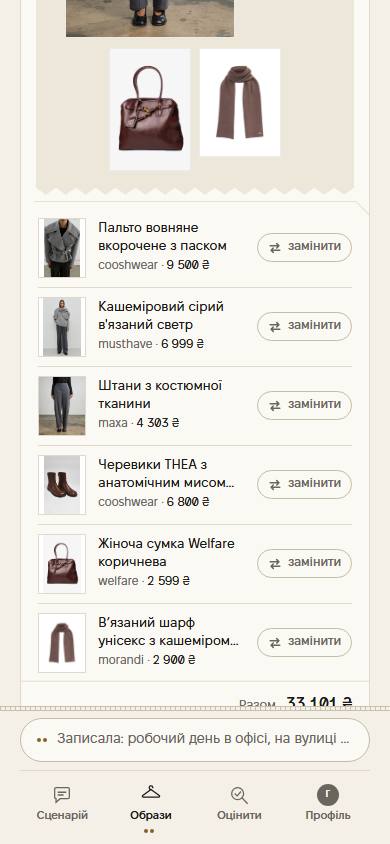 Пальто вовняне
вкорочене з паском
cooshwear · 9 500 ₴
замінити
Кашеміровий сірий
в'язаний светр
musthave · 6 999 ₴
замінити
Штани з костюмної
тканини
maxa · 4 303 ₴
замінити
Черевики THEA з
анатомічним мисом...
cooshwear · 6 800 ₴
замінити
Жіноча сумка Welfare
коричнева
welfare · 2 599 ₴
замінити
В'язаний шарф
унісекс з кашеміром...
morandi · 2 900 ₴
замінити
Разом 33 101 ₴
Записала: робочий день в офісі, на вулиці ...
Сценарій
Образи
Оцінити
Г
Профіль